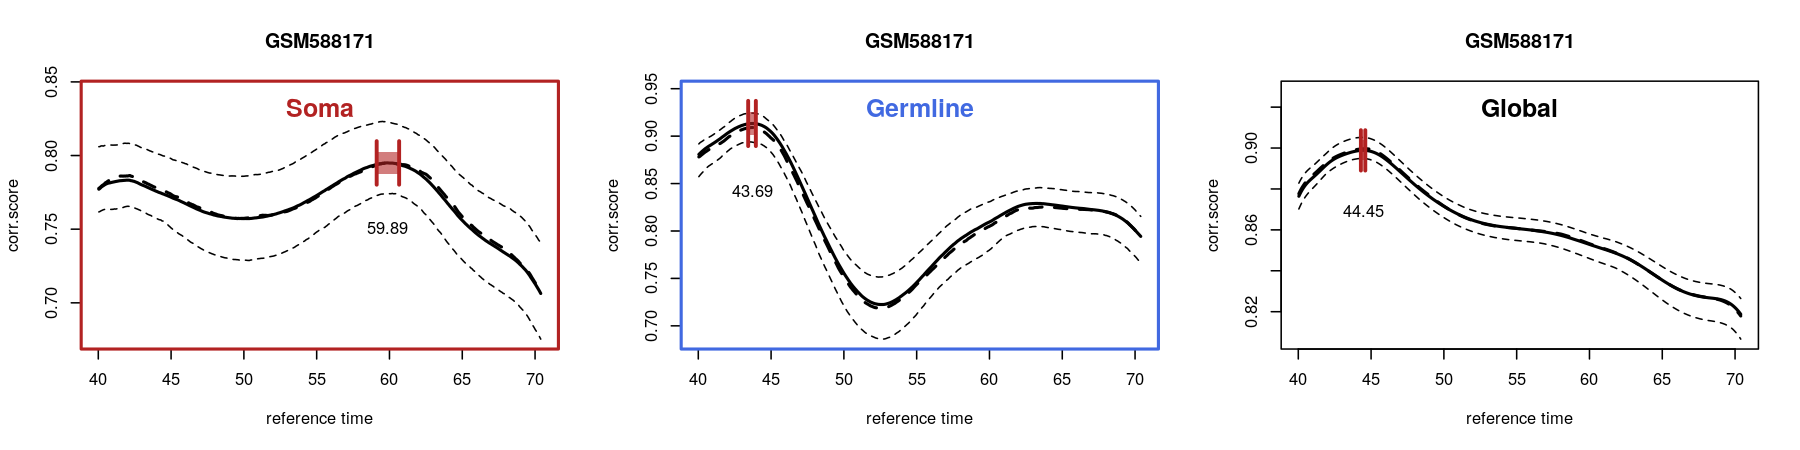 GSM588171
Soma
corr.score
0.85
0.80
0.75
0.70
59.89
40 45 50 55 60 65 70
reference time
GSM588171
Germline
corr.score
0.95
0.90
0.85
0.80
0.75
0.70
43.69
40 45 50 55 60 65 70
reference time
GSM588171
Global
corr.score
0.90
0.86
0.82
44.45
40 45 50 55 60 65 70
reference time